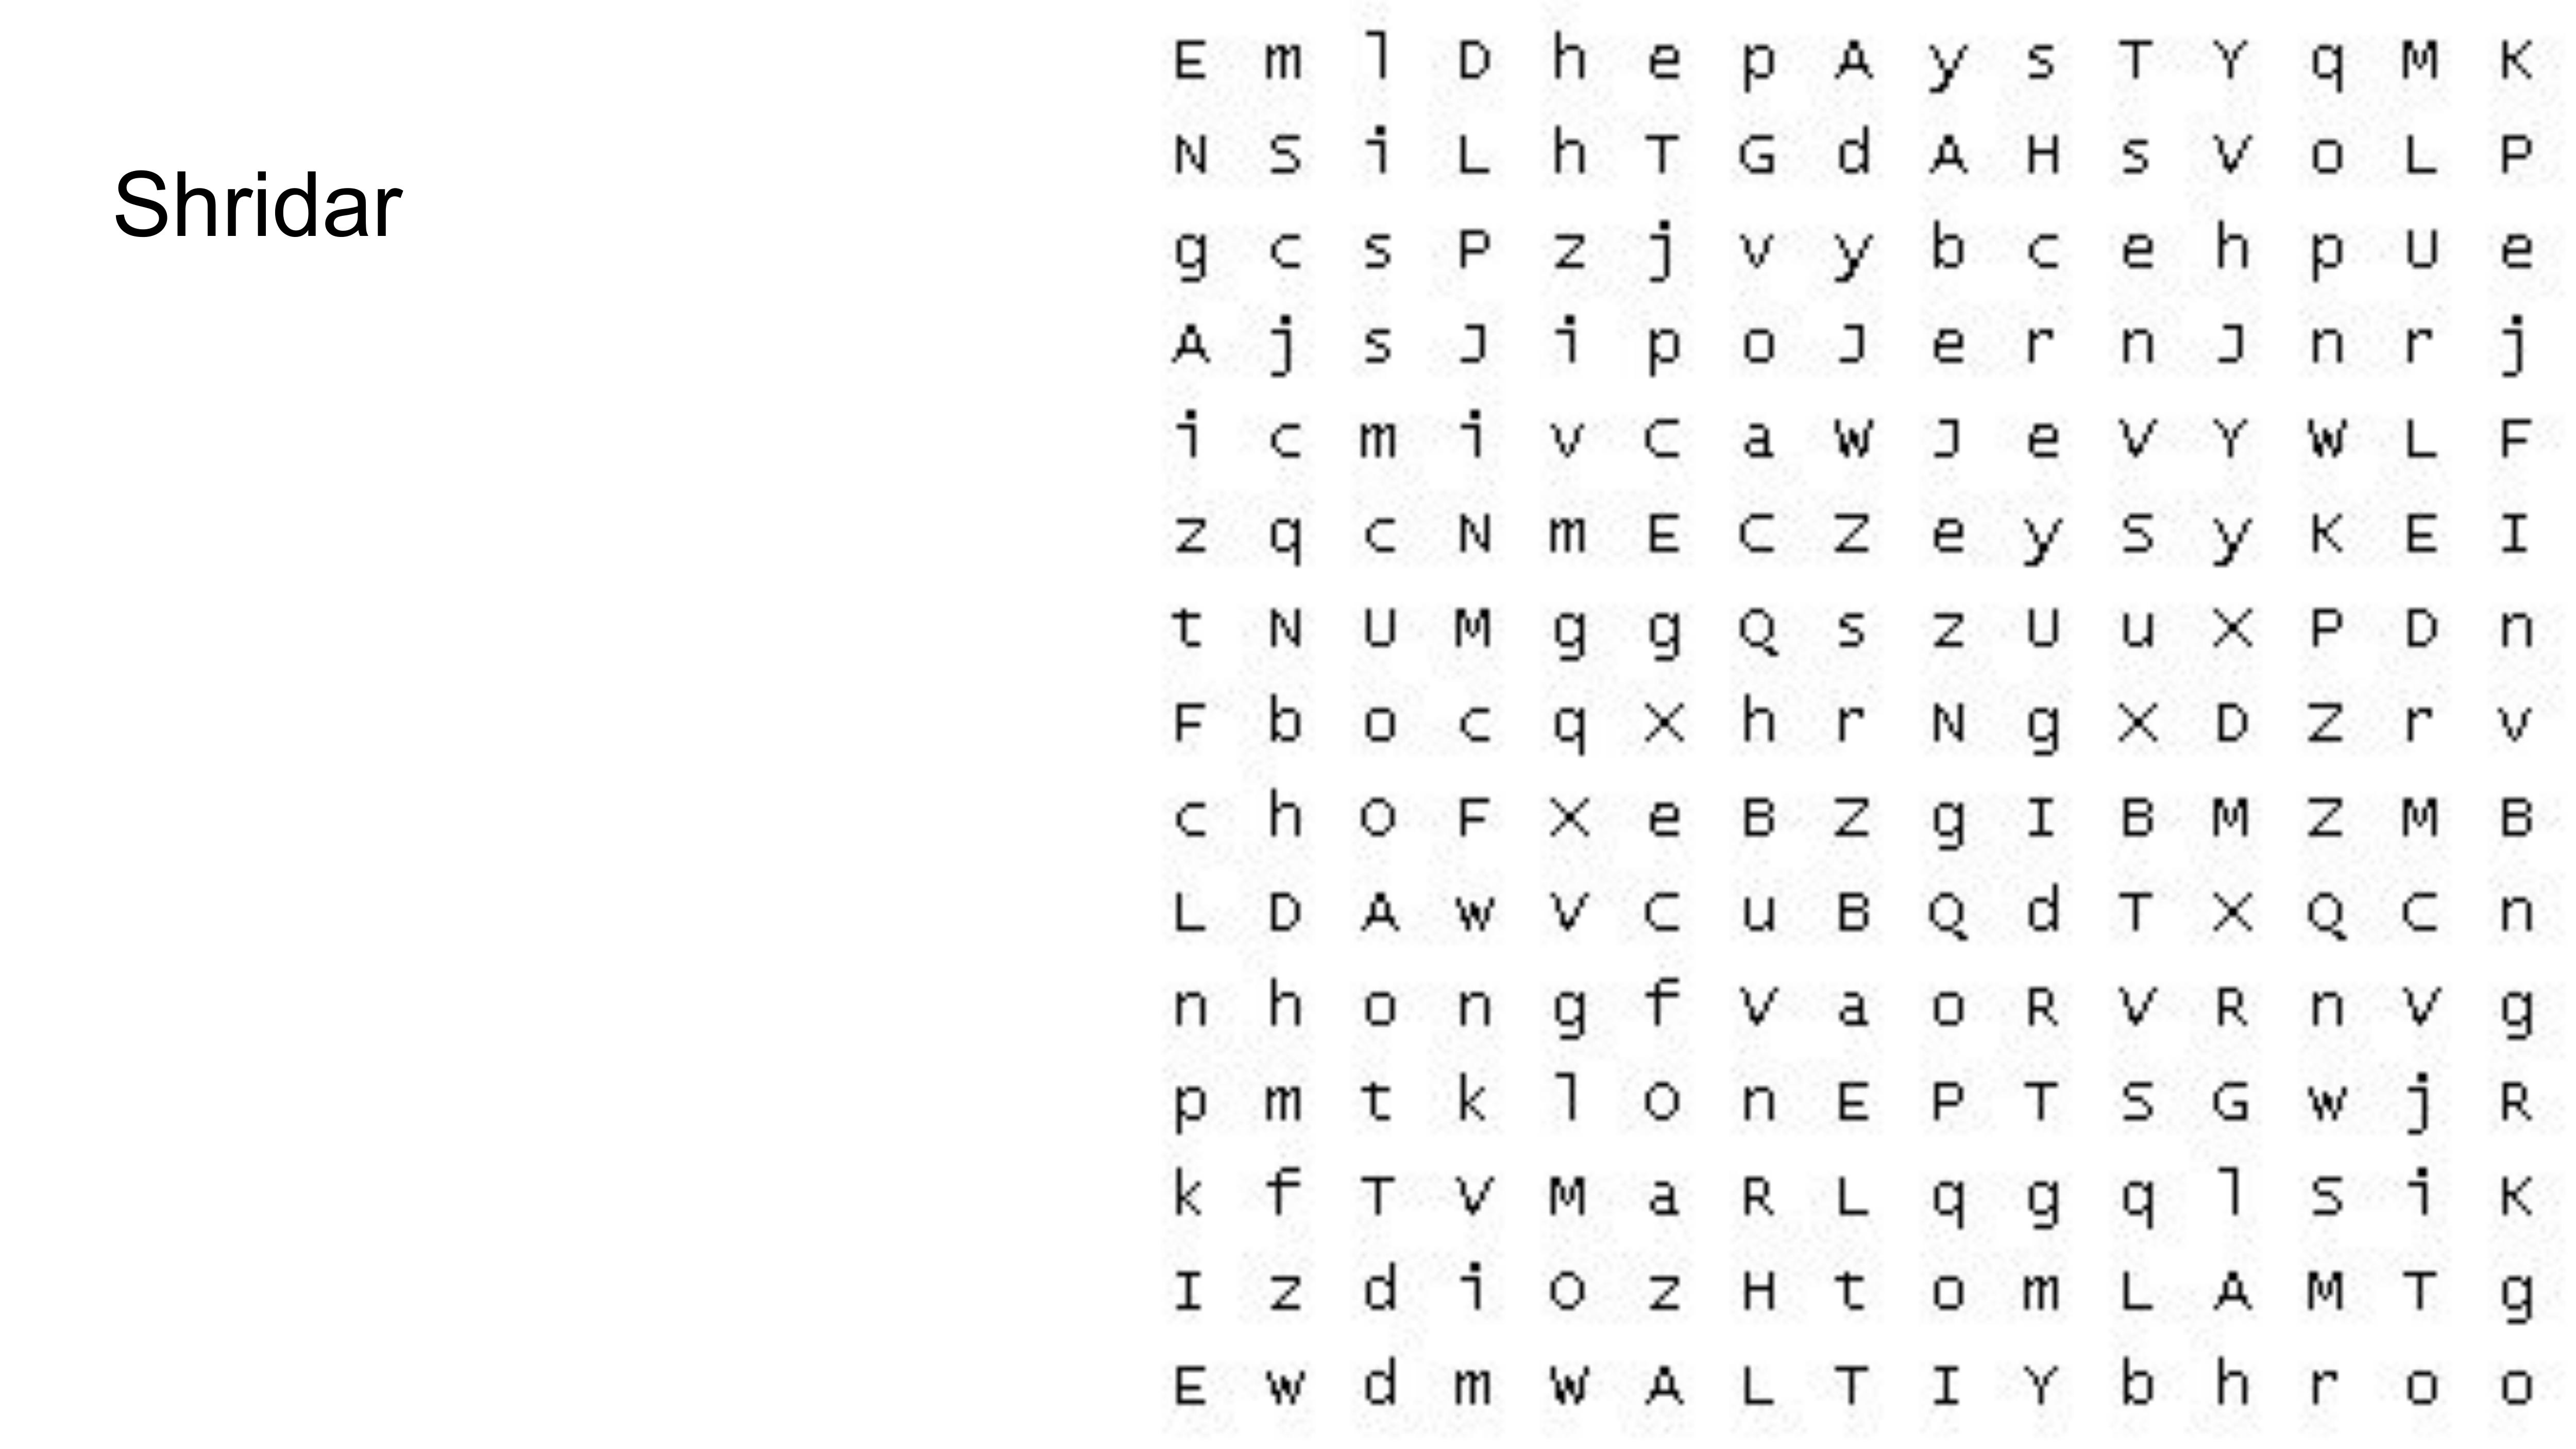 Shridar
E m l D h e p A y s T Y q M K
N S i L h T G d A H s V o L P
g c s P z j v y b c e h p U e
A j s J i p o J e r n J n r j
i c m i v C a W J e V Y W L F
z q c N m E C Z e y S y K E I
t N U M g g Q s z U u X P D n
F b o c q X h r N g X D Z r v
c h O F X e B Z g I B M Z M B
L D A w V C u B Q d T X Q C n
n h o n g f V a o R V R n V g
p m t k l O n E P T S G w j R
k f T V M a R L q g q l S i K
I z d i O z H t o m L A M T g
E w d m W A L T I Y b h r o o